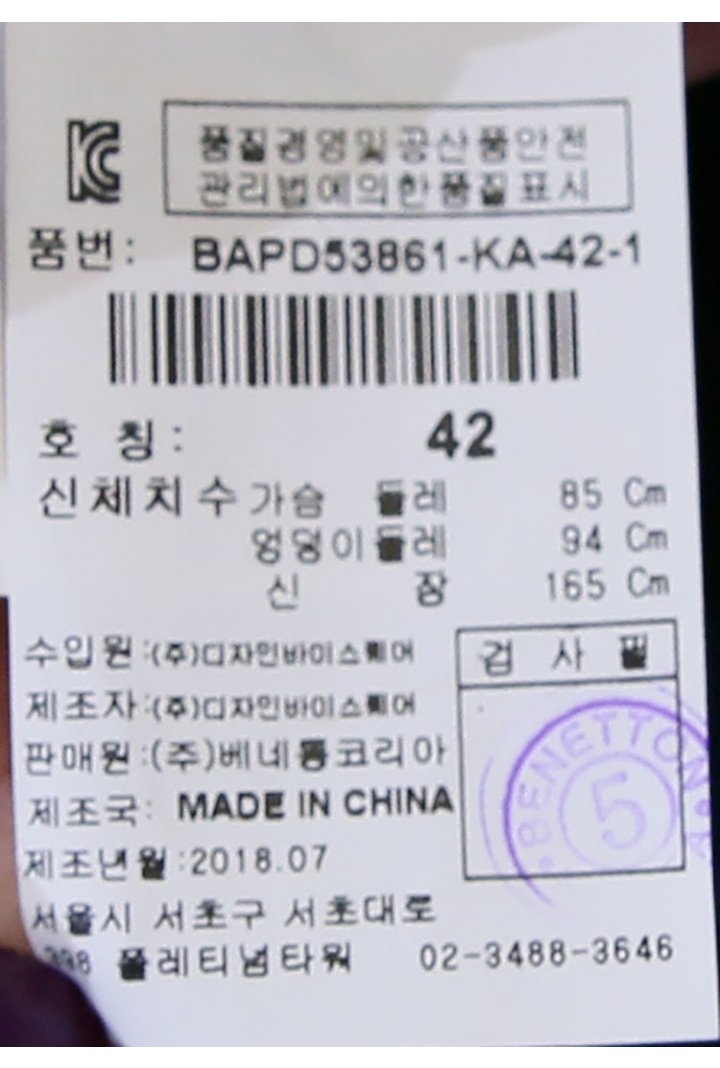 KC
품질경영및공산품안전
관리법에의한품질표시
품번: BAPD53861-KA-42-1
호 칭: 42
신체치수 가슴 둘레 85 Cm
엉덩이둘레 94 Cm
신 장 165 Cm
수입원:(주)디자인바이스퀘어
검 사 필
제조자:(주)디자인바이스퀘어
판매원:(주)베네통코리아
제조국: MADE IN CHINA
제조년월:2018.07
BENETTON
5
서울시 서초구 서초대로
398 플레티넘타워 02-3488-3646